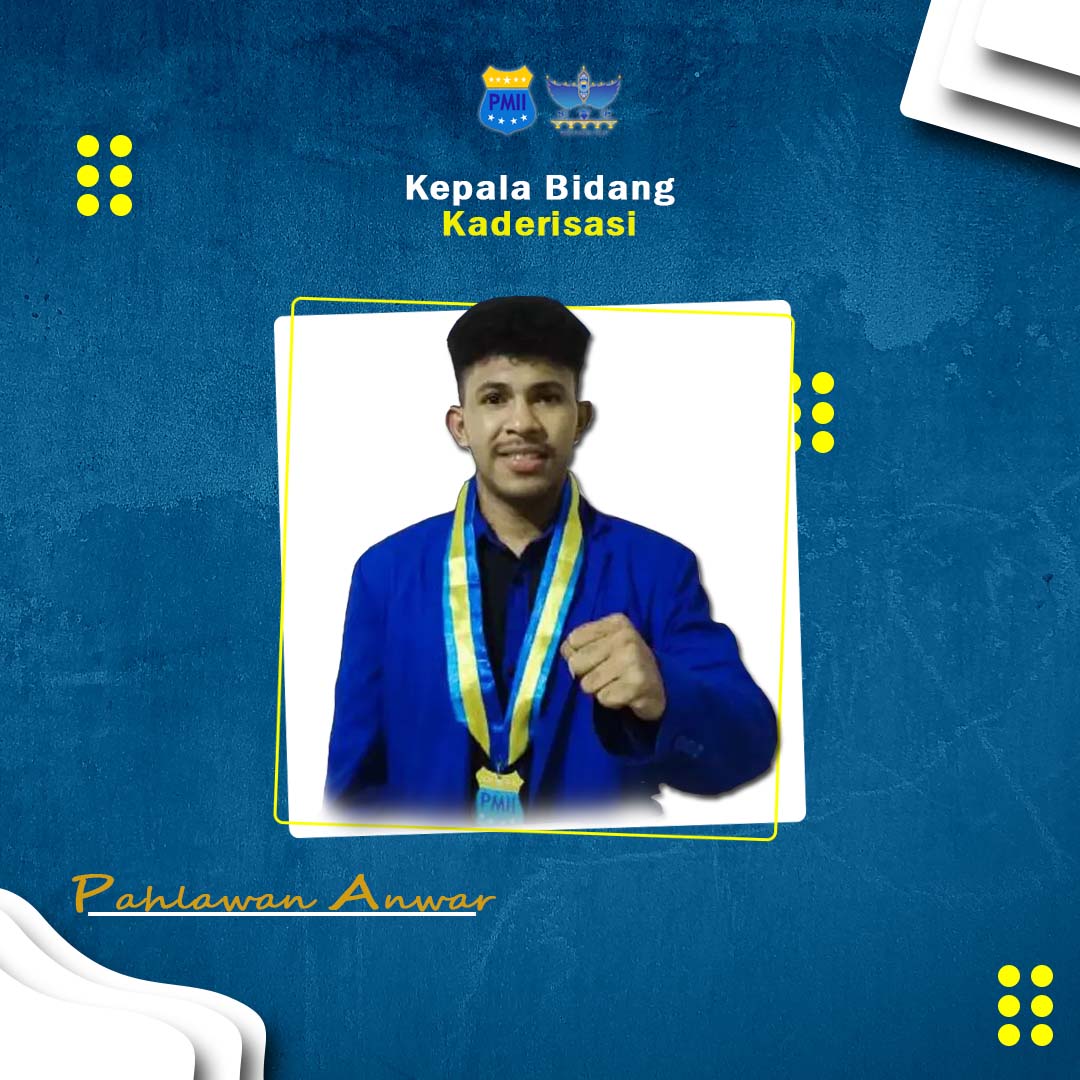 PMII
Kepala Bidang
Kaderisasi
PMII
Pahlawan Anwar